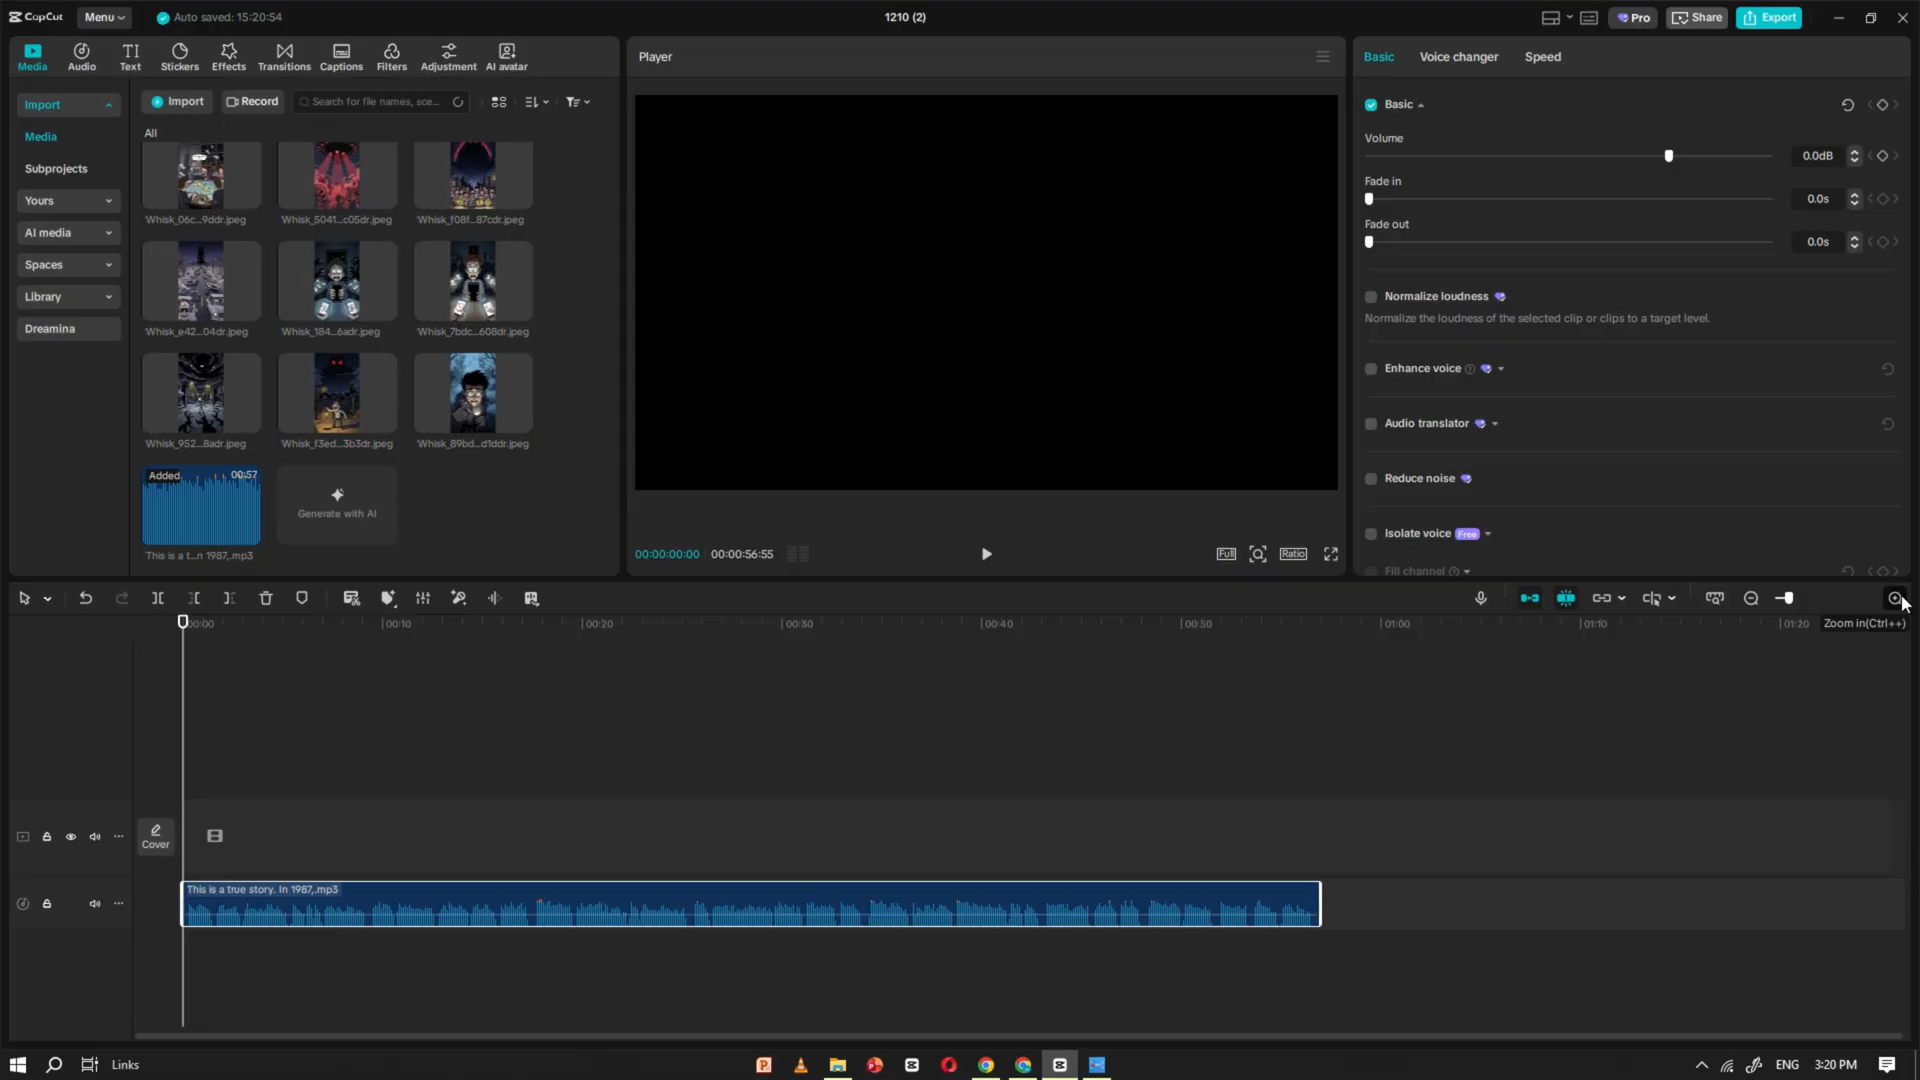 CapCut
Menu
Auto saved: 15:20:54
1210 (2)
Pro
Share
Export
Media
Audio
Text
Stickers
Effects
Transitions
Captions
Filters
Adjustment
AI avatar
Player
Basic
Voice changer
Speed
Import
Media
Subprojects
Yours
AI media
Spaces
Library
Dreamina
Import
Record
Search for file names, sce...
All
Whisk_06c...9ddr.jpeg
Whisk_5041...c05dr.jpeg
Whisk_f08f...87cdr.jpeg
Whisk_e42...04dr.jpeg
Whisk_184...6adr.jpeg
Whisk_7bdc...608dr.jpeg
Whisk_952...8adr.jpeg
Whisk_f3ed...3b3dr.jpeg
Whisk_89bd...d1ddr.jpeg
Added
00:57
Generate with AI
This is a t...n 1987,.mp3
00:00:00:00
00:00:56:55
Full
Ratio
Basic
Volume
0.0dB
Fade in
0.0s
Fade out
0.0s
Normalize loudness
Normalize the loudness of the selected clip or clips to a target level.
Enhance voice
Audio translator
Reduce noise
Isolate voice
Free
Fill channel
00:00
00:10
00:20
00:30
00:40
00:50
01:00
01:10
01:20
Zoom in(Ctrl++)
Cover
This is a true story. In 1987,.mp3
Links
ENG
3:20 PM